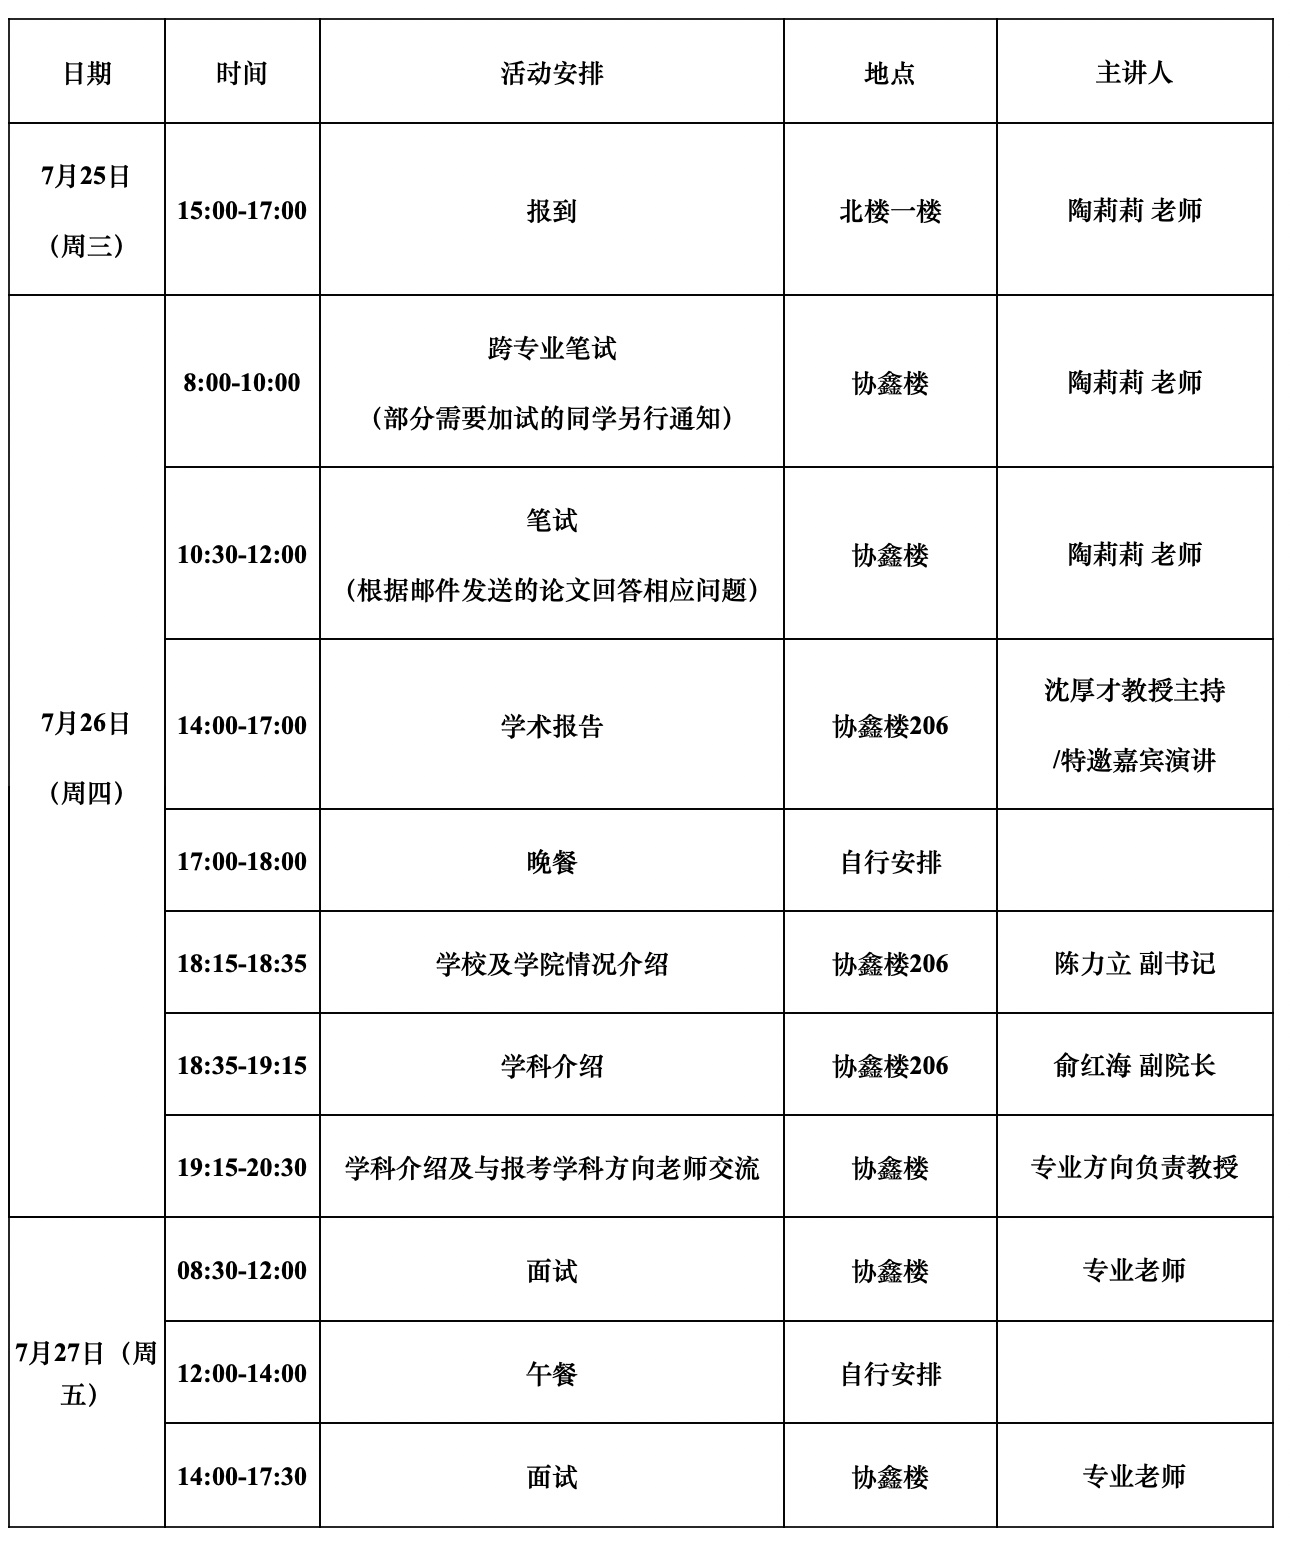 日期 时间 活动安排 地点 主讲人
7月25日
（周三）
15:00-17:00 报到 北楼一楼 陶莉莉 老师
7月26日
（周四）
8:00-10:00
跨专业笔试
（部分需要加试的同学另行通知）
协鑫楼 陶莉莉 老师
10:30-12:00
笔试
（根据邮件发送的论文回答相应问题）
协鑫楼 陶莉莉 老师
14:00-17:00 学术报告 协鑫楼206
沈厚才教授主持
/特邀嘉宾演讲
17:00-18:00 晚餐 自行安排
18:15-18:35 学校及学院情况介绍 协鑫楼206 陈力立 副书记
18:35-19:15 学科介绍 协鑫楼206 俞红海 副院长
19:15-20:30 学科介绍及与报考学科方向老师交流 协鑫楼 专业方向负责教授
7月27日（周
五）
08:30-12:00 面试 协鑫楼 专业老师
12:00-14:00 午餐 自行安排
14:00-17:30 面试 协鑫楼 专业老师